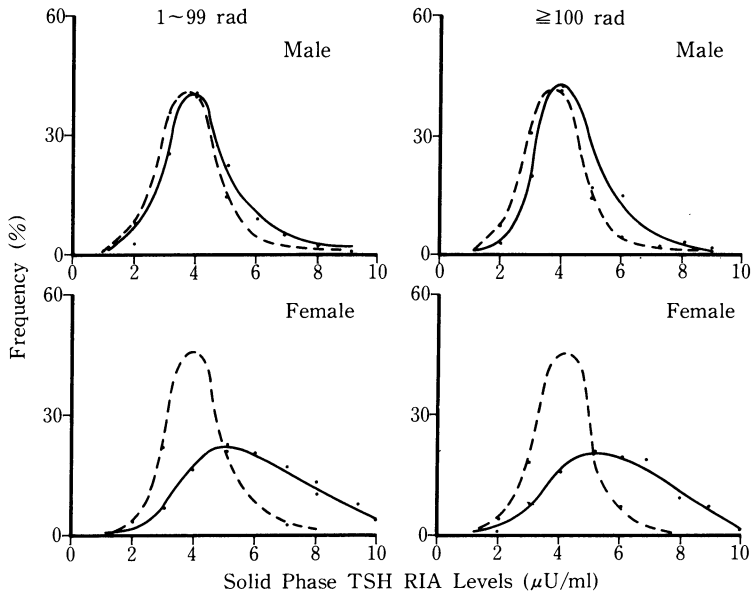 1~99 rad
≧100 rad
60
Male
30
0
0 2 4 6 8 10
60
Male
30
0
0 2 4 6 8 10
Frequency (%)
60
Female
30
0
0 2 4 6 8 10
60
Female
30
0
0 2 4 6 8 10
Solid Phase TSH RIA Levels (μU/ml)